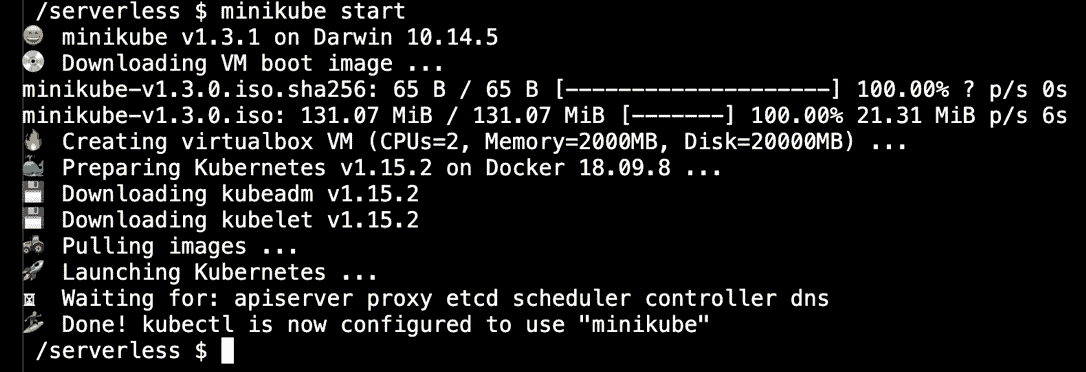 /serverless $ minikube start
😄 minikube v1.3.1 on Darwin 10.14.5
💿 Downloading VM boot image ...
minikube-v1.3.0.iso.sha256: 65 B / 65 B [--------------------] 100.00% ? p/s 0s
minikube-v1.3.0.iso: 131.07 MiB / 131.07 MiB [-------] 100.00% 21.31 MiB p/s 6s
🔥 Creating virtualbox VM (CPUs=2, Memory=2000MB, Disk=20000MB) ...
🐳 Preparing Kubernetes v1.15.2 on Docker 18.09.8 ...
💾 Downloading kubeadm v1.15.2
💾 Downloading kubelet v1.15.2
🚜 Pulling images ...
🚀 Launching Kubernetes ...
⌛ Waiting for: apiserver proxy etcd scheduler controller dns
🏄 Done! kubectl is now configured to use "minikube"
/serverless $